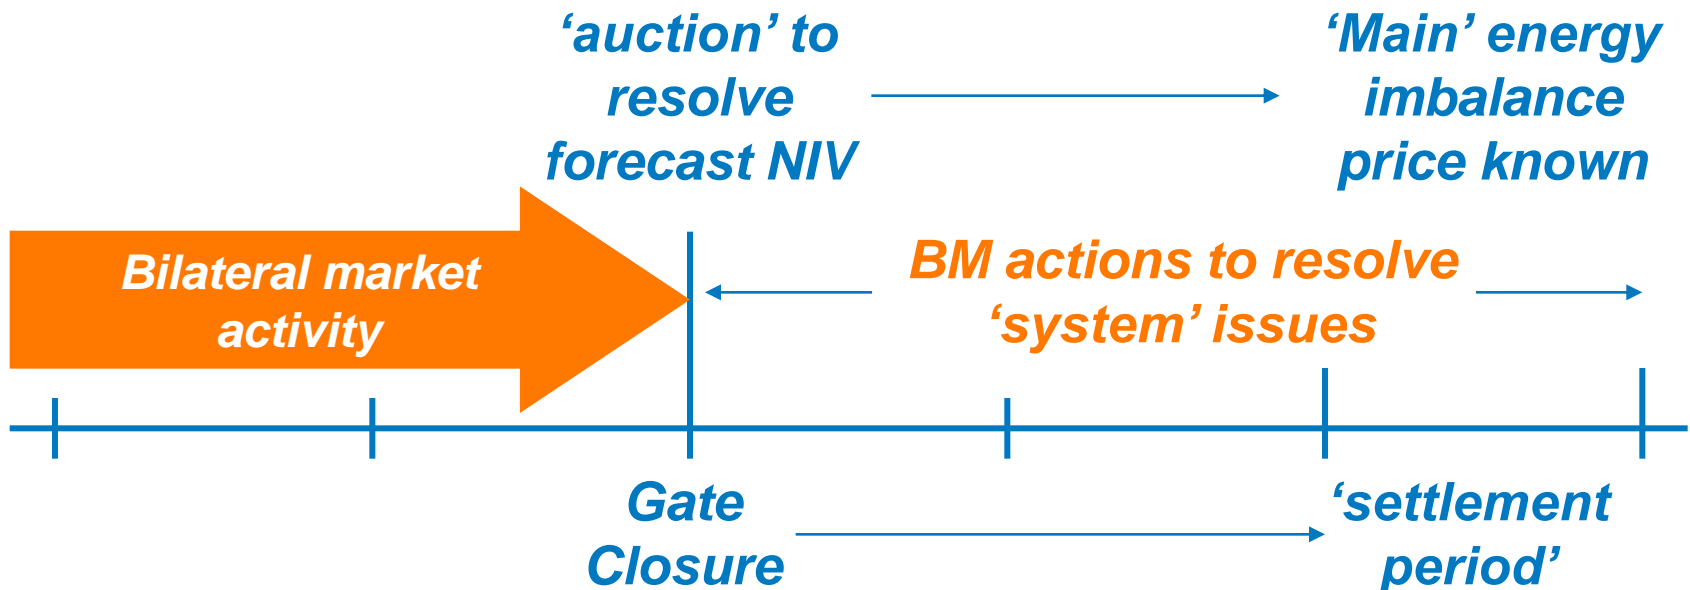 ‘auction’ to
resolve
forecast NIV
‘Main’ energy
imbalance
price known
Bilateral market
activity
BM actions to resolve
‘system’ issues
Gate
Closure
‘settlement
period’